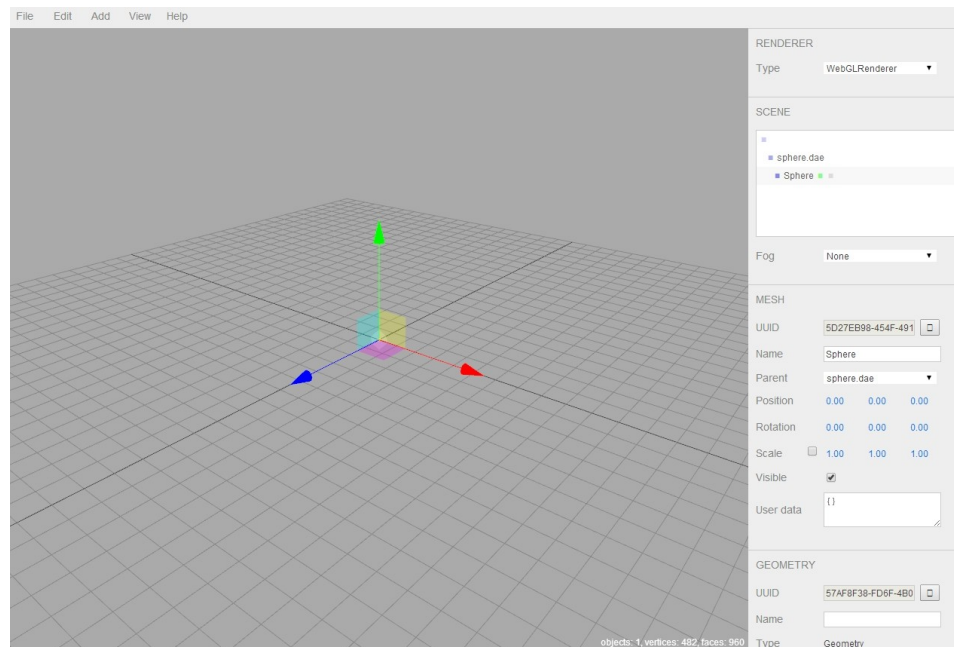 File Edit Add View Help
RENDERER
Type WebGLRenderer
SCENE
sphere.dae
Sphere
Fog None
MESH
UUID 5D27EB98-454F-491
Name Sphere
Parent sphere.dae
Position 0.00 0.00 0.00
Rotation 0.00 0.00 0.00
Scale 1.00 1.00 1.00
Visible
User data {}
GEOMETRY
UUID 57AF8F38-FD6F-4B0
Name
objects: 1, vertices: 482, faces: 960
Type Geometry